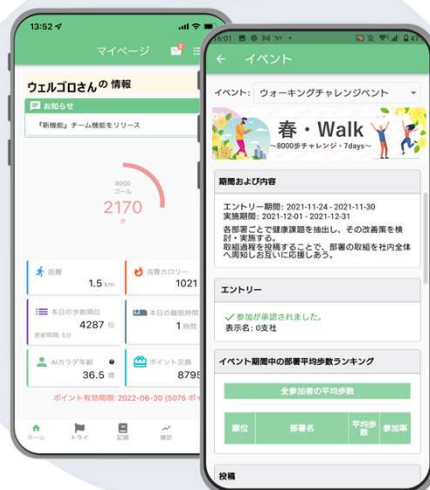 13:52
マイページ
ウェルゴロさんの 情報
お知らせ
「新機能」チーム機能をリリース
8000
ゴール
2170
歩
距離
1.5 km
消費カロリー
1021
本日の歩数順位
4287 位
本日の睡眠時間
1 時間
AIカラダ年齢
36.5 歳
ポイント交換
8795
ポイント有効期限: 2022-06-30 (5075 ポイ
ホーム
トライ
記録
確認
16:01
イベント
イベント: ウォーキングチャレンジベント
春・Walk
~8000歩チャレンジ・7days~
期間および内容
エントリー期間: 2021-11-24 - 2021-11-30
実施期間: 2021-12-01 - 2021-12-31
各部署ごとで健康課題を抽出し、その改善策を検
討・実施する。
取組過程を投稿することで、部署の取組を社内全体
へ周知しお互いに応援しあう。
エントリー
✓ 参加が承認されました。
表示名: 0支社
イベント期間中の部署平均歩数ランキング
全参加者の平均歩数
順位 部署名 平均歩数 参加率
投稿